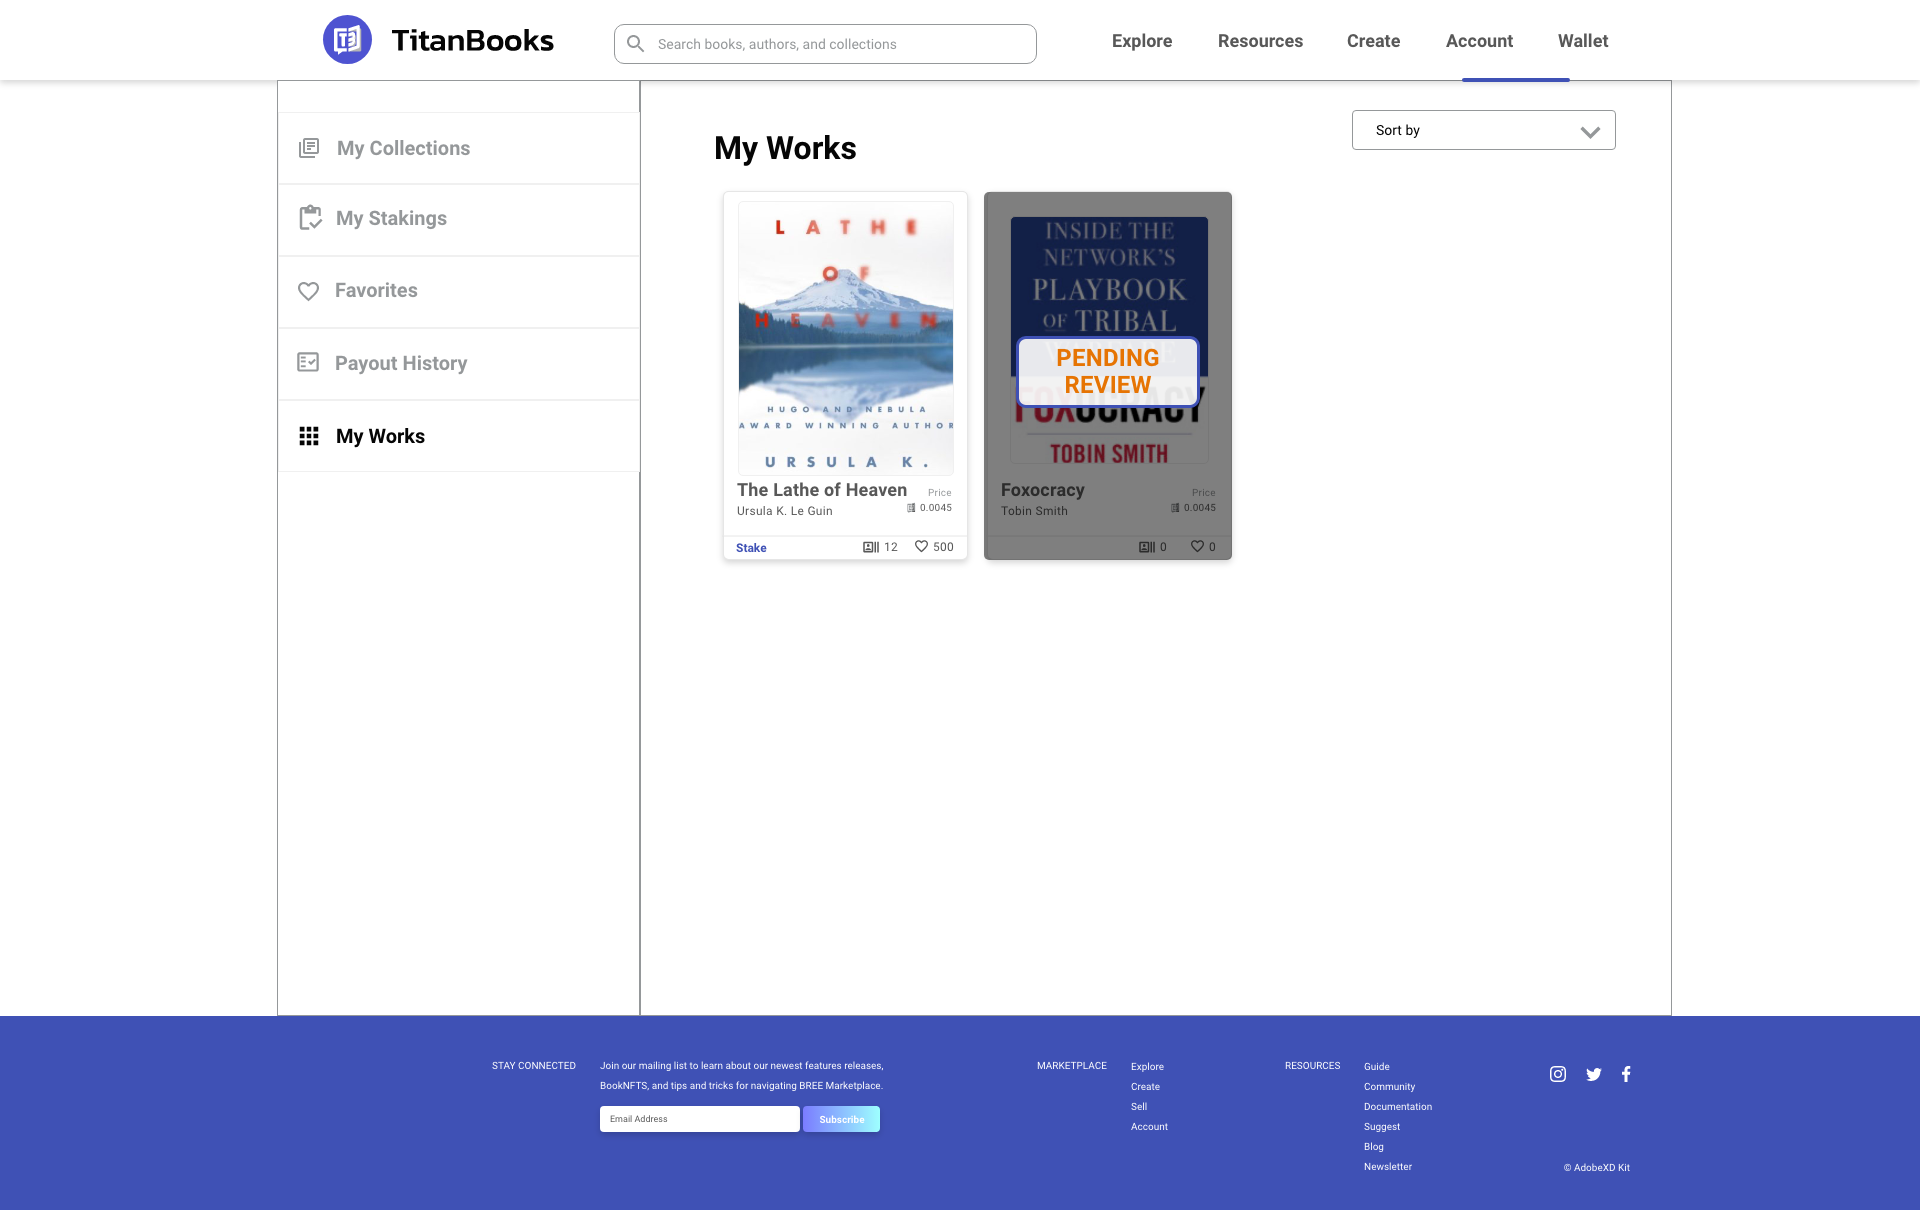 TitanBooks
Search books, authors, and collections
Explore
Resources
Create
Account
Wallet
My Collections
My Stakings
Favorites
Payout History
My Works
My Works
Sort by
LATHE
OF
HEAVEN
HUGO AND NEBULA
AWARD WINNING AUTHOR
URSULA K.
The Lathe of Heaven
Price
Ursula K. Le Guin
0.0045
Stake
12
500
INSIDE THE
NETWORK'S
PLAYBOOK
OF TRIBAL
PENDING
REVIEW
FOXOCRACY
TOBIN SMITH
Foxocracy
Price
Tobin Smith
0.0045
0
0
STAY CONNECTED
Join our mailing list to learn about our newest features releases,
BookNFTS, and tips and tricks for navigating BREE Marketplace.
Email Address
Subscribe
MARKETPLACE
Explore
Create
Sell
Account
RESOURCES
Guide
Community
Documentation
Suggest
Blog
Newsletter
© AdobeXD Kit